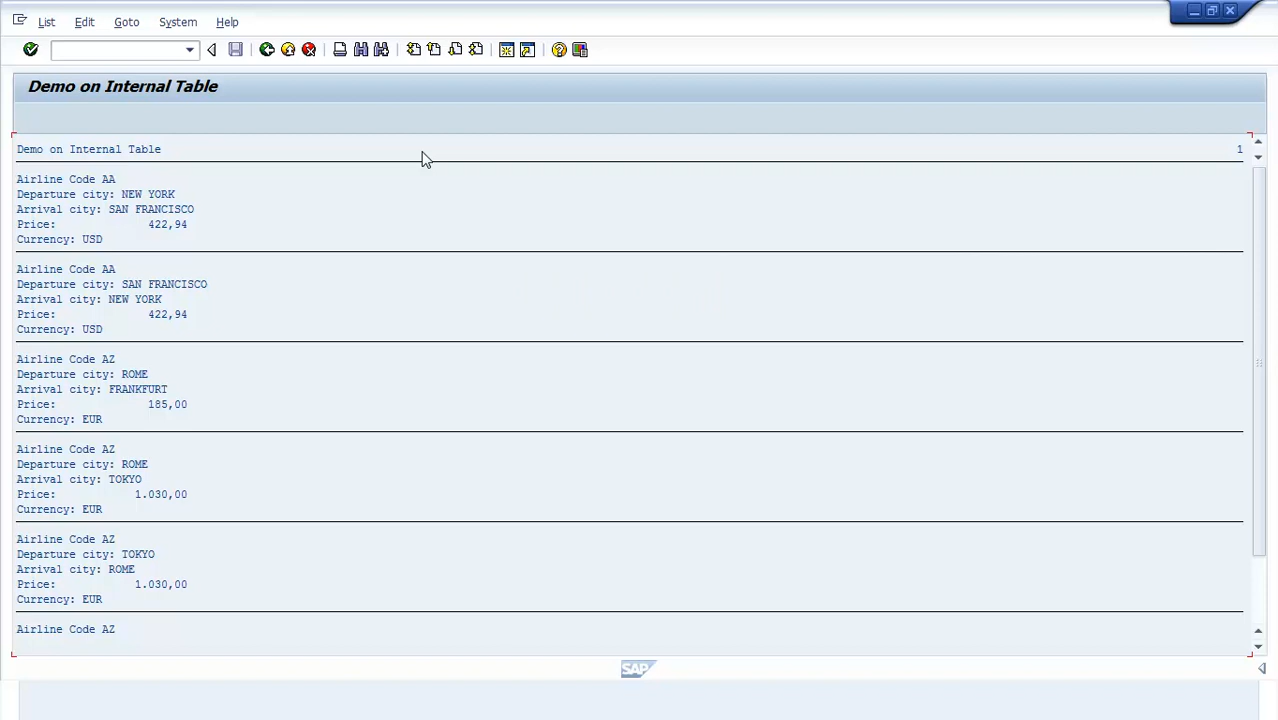 List Edit Goto System Help
Demo on Internal Table
Demo on Internal Table 1
Airline Code AA
Departure city: NEW YORK
Arrival city: SAN FRANCISCO
Price: 422,94
Currency: USD
Airline Code AA
Departure city: SAN FRANCISCO
Arrival city: NEW YORK
Price: 422,94
Currency: USD
Airline Code AZ
Departure city: ROME
Arrival city: FRANKFURT
Price: 185,00
Currency: EUR
Airline Code AZ
Departure city: ROME
Arrival city: TOKYO
Price: 1.030,00
Currency: EUR
Airline Code AZ
Departure city: TOKYO
Arrival city: ROME
Price: 1.030,00
Currency: EUR
Airline Code AZ
SAP